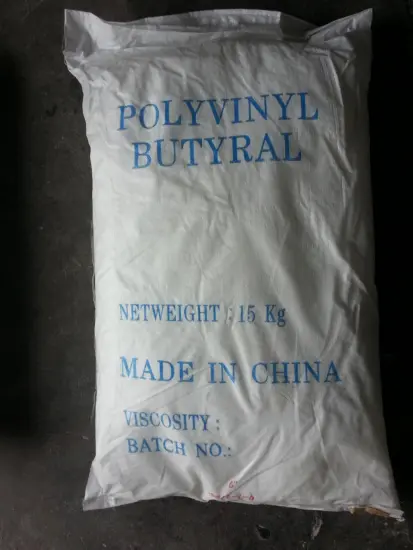 POLYVINYL
BUTYRAL
NETWEIGHT : 15 Kg
MADE IN CHINA
VISCOSITY :
BATCH NO.: